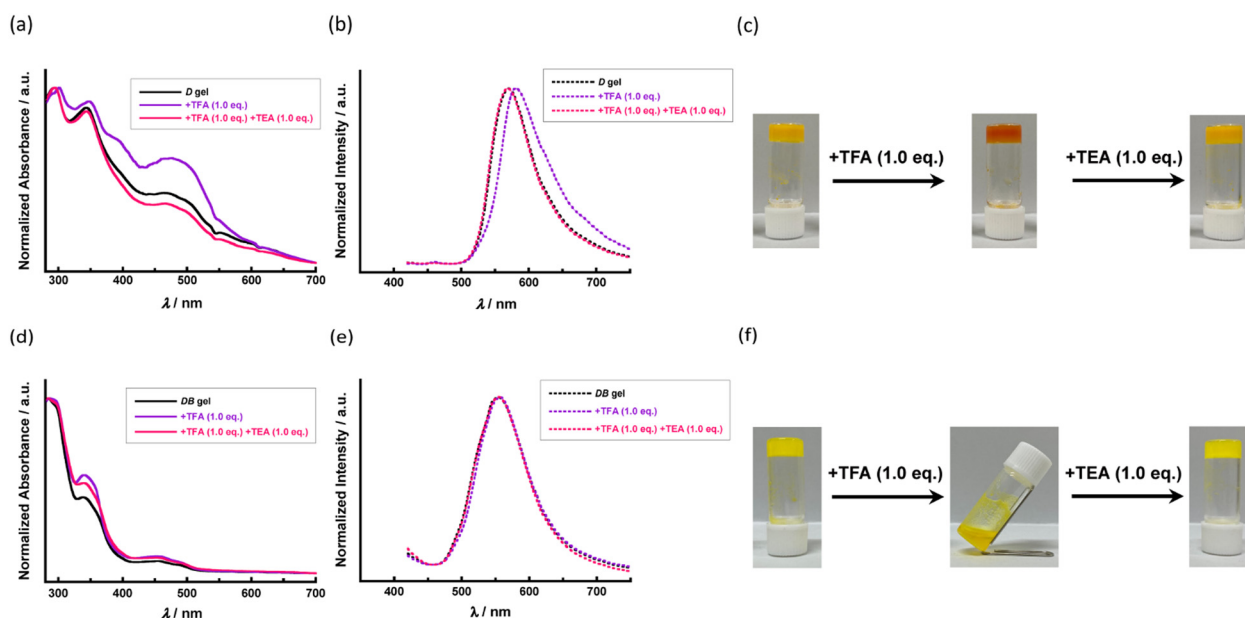 (a)
Normalized Absorbance / a.u.
D gel
+TFA (1.0 eq.)
+TFA (1.0 eq.) +TEA (1.0 eq.)
300 400 500 600 700
λ / nm
(b)
Normalized Intensity / a.u.
D gel
+TFA (1.0 eq.)
+TFA (1.0 eq.) +TEA (1.0 eq.)
400 500 600 700
λ / nm
(c)
+TFA (1.0 eq.)
+TEA (1.0 eq.)
(d)
Normalized Absorbance / a.u.
DB gel
+TFA (1.0 eq.)
+TFA (1.0 eq.) +TEA (1.0 eq.)
300 400 500 600 700
λ / nm
(e)
Normalized Intensity / a.u.
DB gel
+TFA (1.0 eq.)
+TFA (1.0 eq.) +TEA (1.0 eq.)
400 500 600 700
λ / nm
(f)
+TFA (1.0 eq.)
+TEA (1.0 eq.)